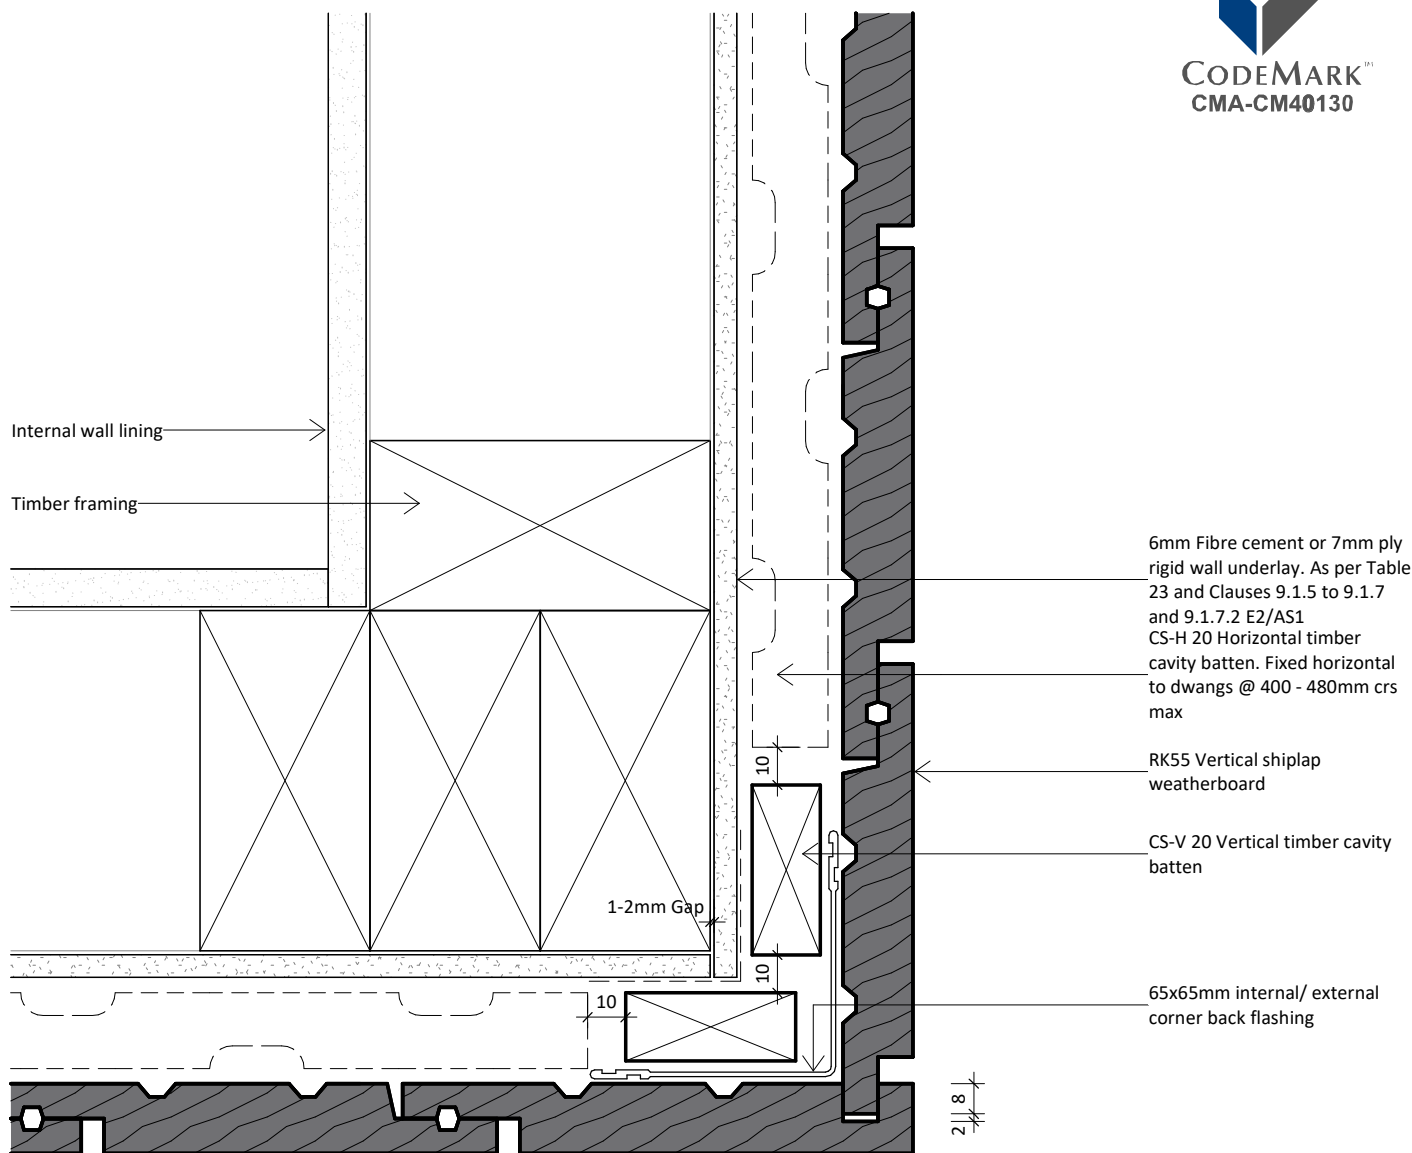 CODEMARK™
CMA-CM40130
Internal wall lining
Timber framing
6mm Fibre cement or 7mm ply
rigid wall underlay. As per Table
23 and Clauses 9.1.5 to 9.1.7
and 9.1.7.2 E2/AS1
CS-H 20 Horizontal timber
cavity batten. Fixed horizontal
to dwangs @ 400 - 480mm crs
max
10
RK55 Vertical shiplap
weatherboard
CS-V 20 Vertical timber cavity
batten
1-2mm Gap
10
10
65x65mm internal/ external
corner back flashing
8
2